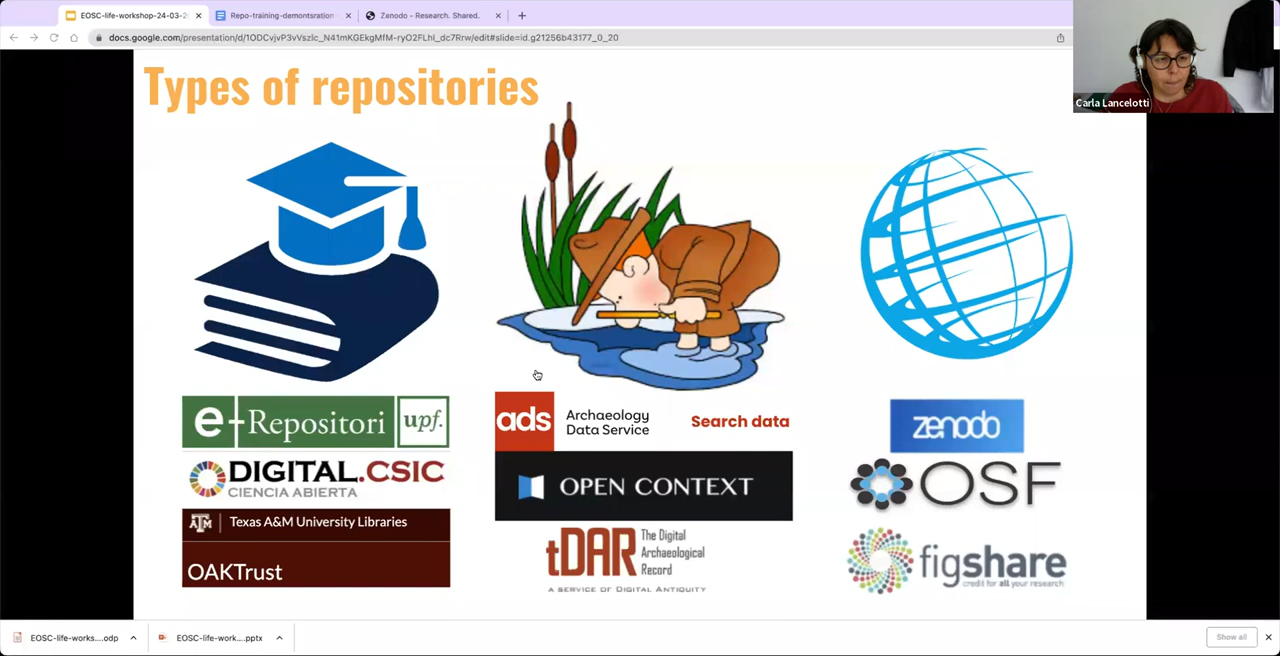 EOSC-life-workshop-24-03-2
Repo-training-demontsration
Zenodo - Research. Shared.
docs.google.com/presentation/d/1ODCvjvP3vVszlc_N41mKGEkgMfM-ryO2FLhI_dc7Rrw/edit#slide=id.g21256b43177_0_20
Carla Lancelotti
Types of repositories
e-Repositori upf.
DIGITAL.CSIC
CIENCIA ABIERTA
ATM Texas A&M University Libraries
OAKTrust
ads Archaeology
Data Service
Search data
OPEN CONTEXT
tDAR The Digital
Archaeological
Record
A SERVICE OF DIGITAL ANTIQUITY
zenodo
OSF
figshare
credit for all your research
EOSC-life-works....odp
EOSC-life-work....pptx
Show all